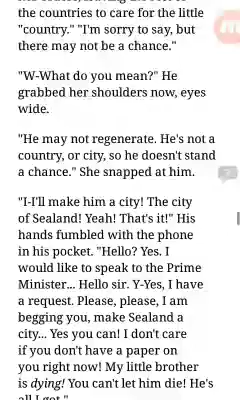 the countries to care for the little
"country." "I'm sorry to say, but
there may not be a chance."
"W-What do you mean?" He
grabbed her shoulders now, eyes
wide.
"He may not regenerate. He's not a
country, or city, so he doesn't stand
a chance." She snapped at him.
"I-I'll make him a city! The city
of Sealand! Yeah! That's it!" His
hands fumbled with the phone
in his pocket. "Hello? Yes. I
would like to speak to the Prime
Minister... Hello sir. Y-Yes, I have
a request. Please, please, I am
begging you, make Sealand a
city... Yes you can! I don't care
if you don't have a paper on
you right now! My little brother
is dying! You can't let him die! He's
all I got."